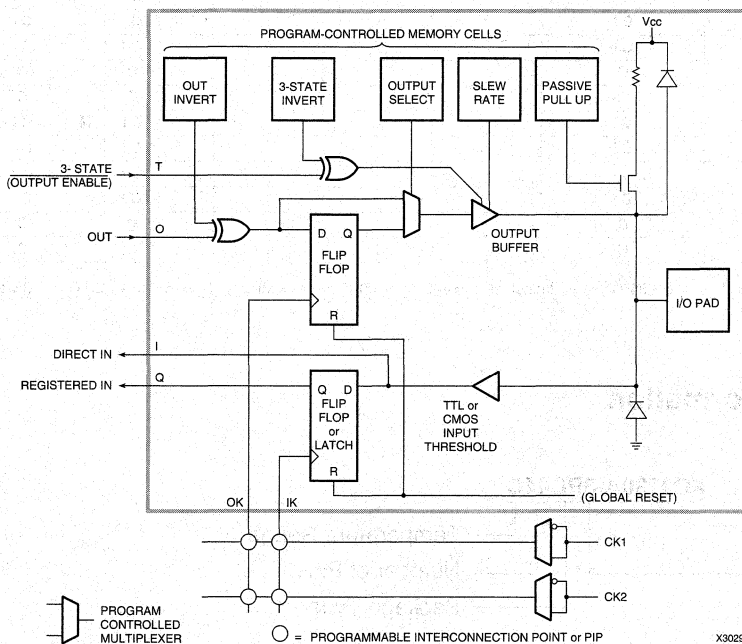 PROGRAM-CONTROLLED MEMORY CELLS
Vcc
OUT
INVERT
3-STATE
INVERT
OUTPUT
SELECT
SLEW
RATE
PASSIVE
PULL UP
3- STATE
(OUTPUT ENABLE)
T
OUT
O
D Q
FLIP
FLOP
R
OUTPUT
BUFFER
I/O PAD
DIRECT IN
I
REGISTERED IN
Q
Q D
FLIP
FLOP
or
LATCH
R
TTL or
CMOS
INPUT
THRESHOLD
OK
IK
(GLOBAL RESET)
CK1
CK2
PROGRAM
CONTROLLED
MULTIPLEXER
= PROGRAMMABLE INTERCONNECTION POINT or PIP
X3029